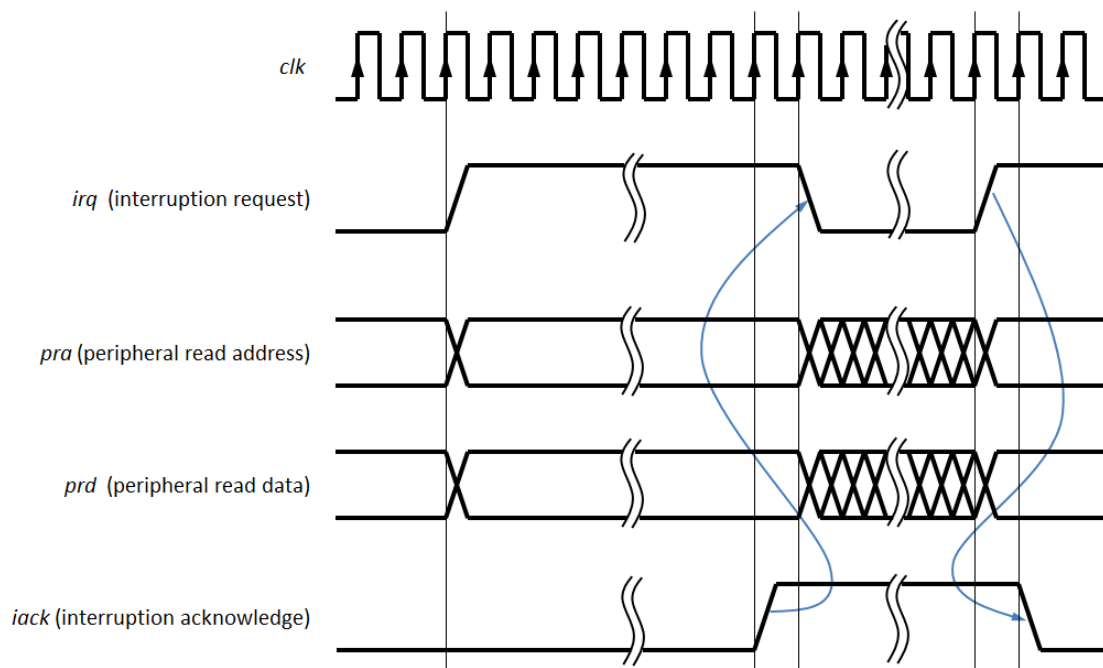 clk
irq (interruption request)
pra (peripheral read address)
prd (peripheral read data)
iack (interruption acknowledge)